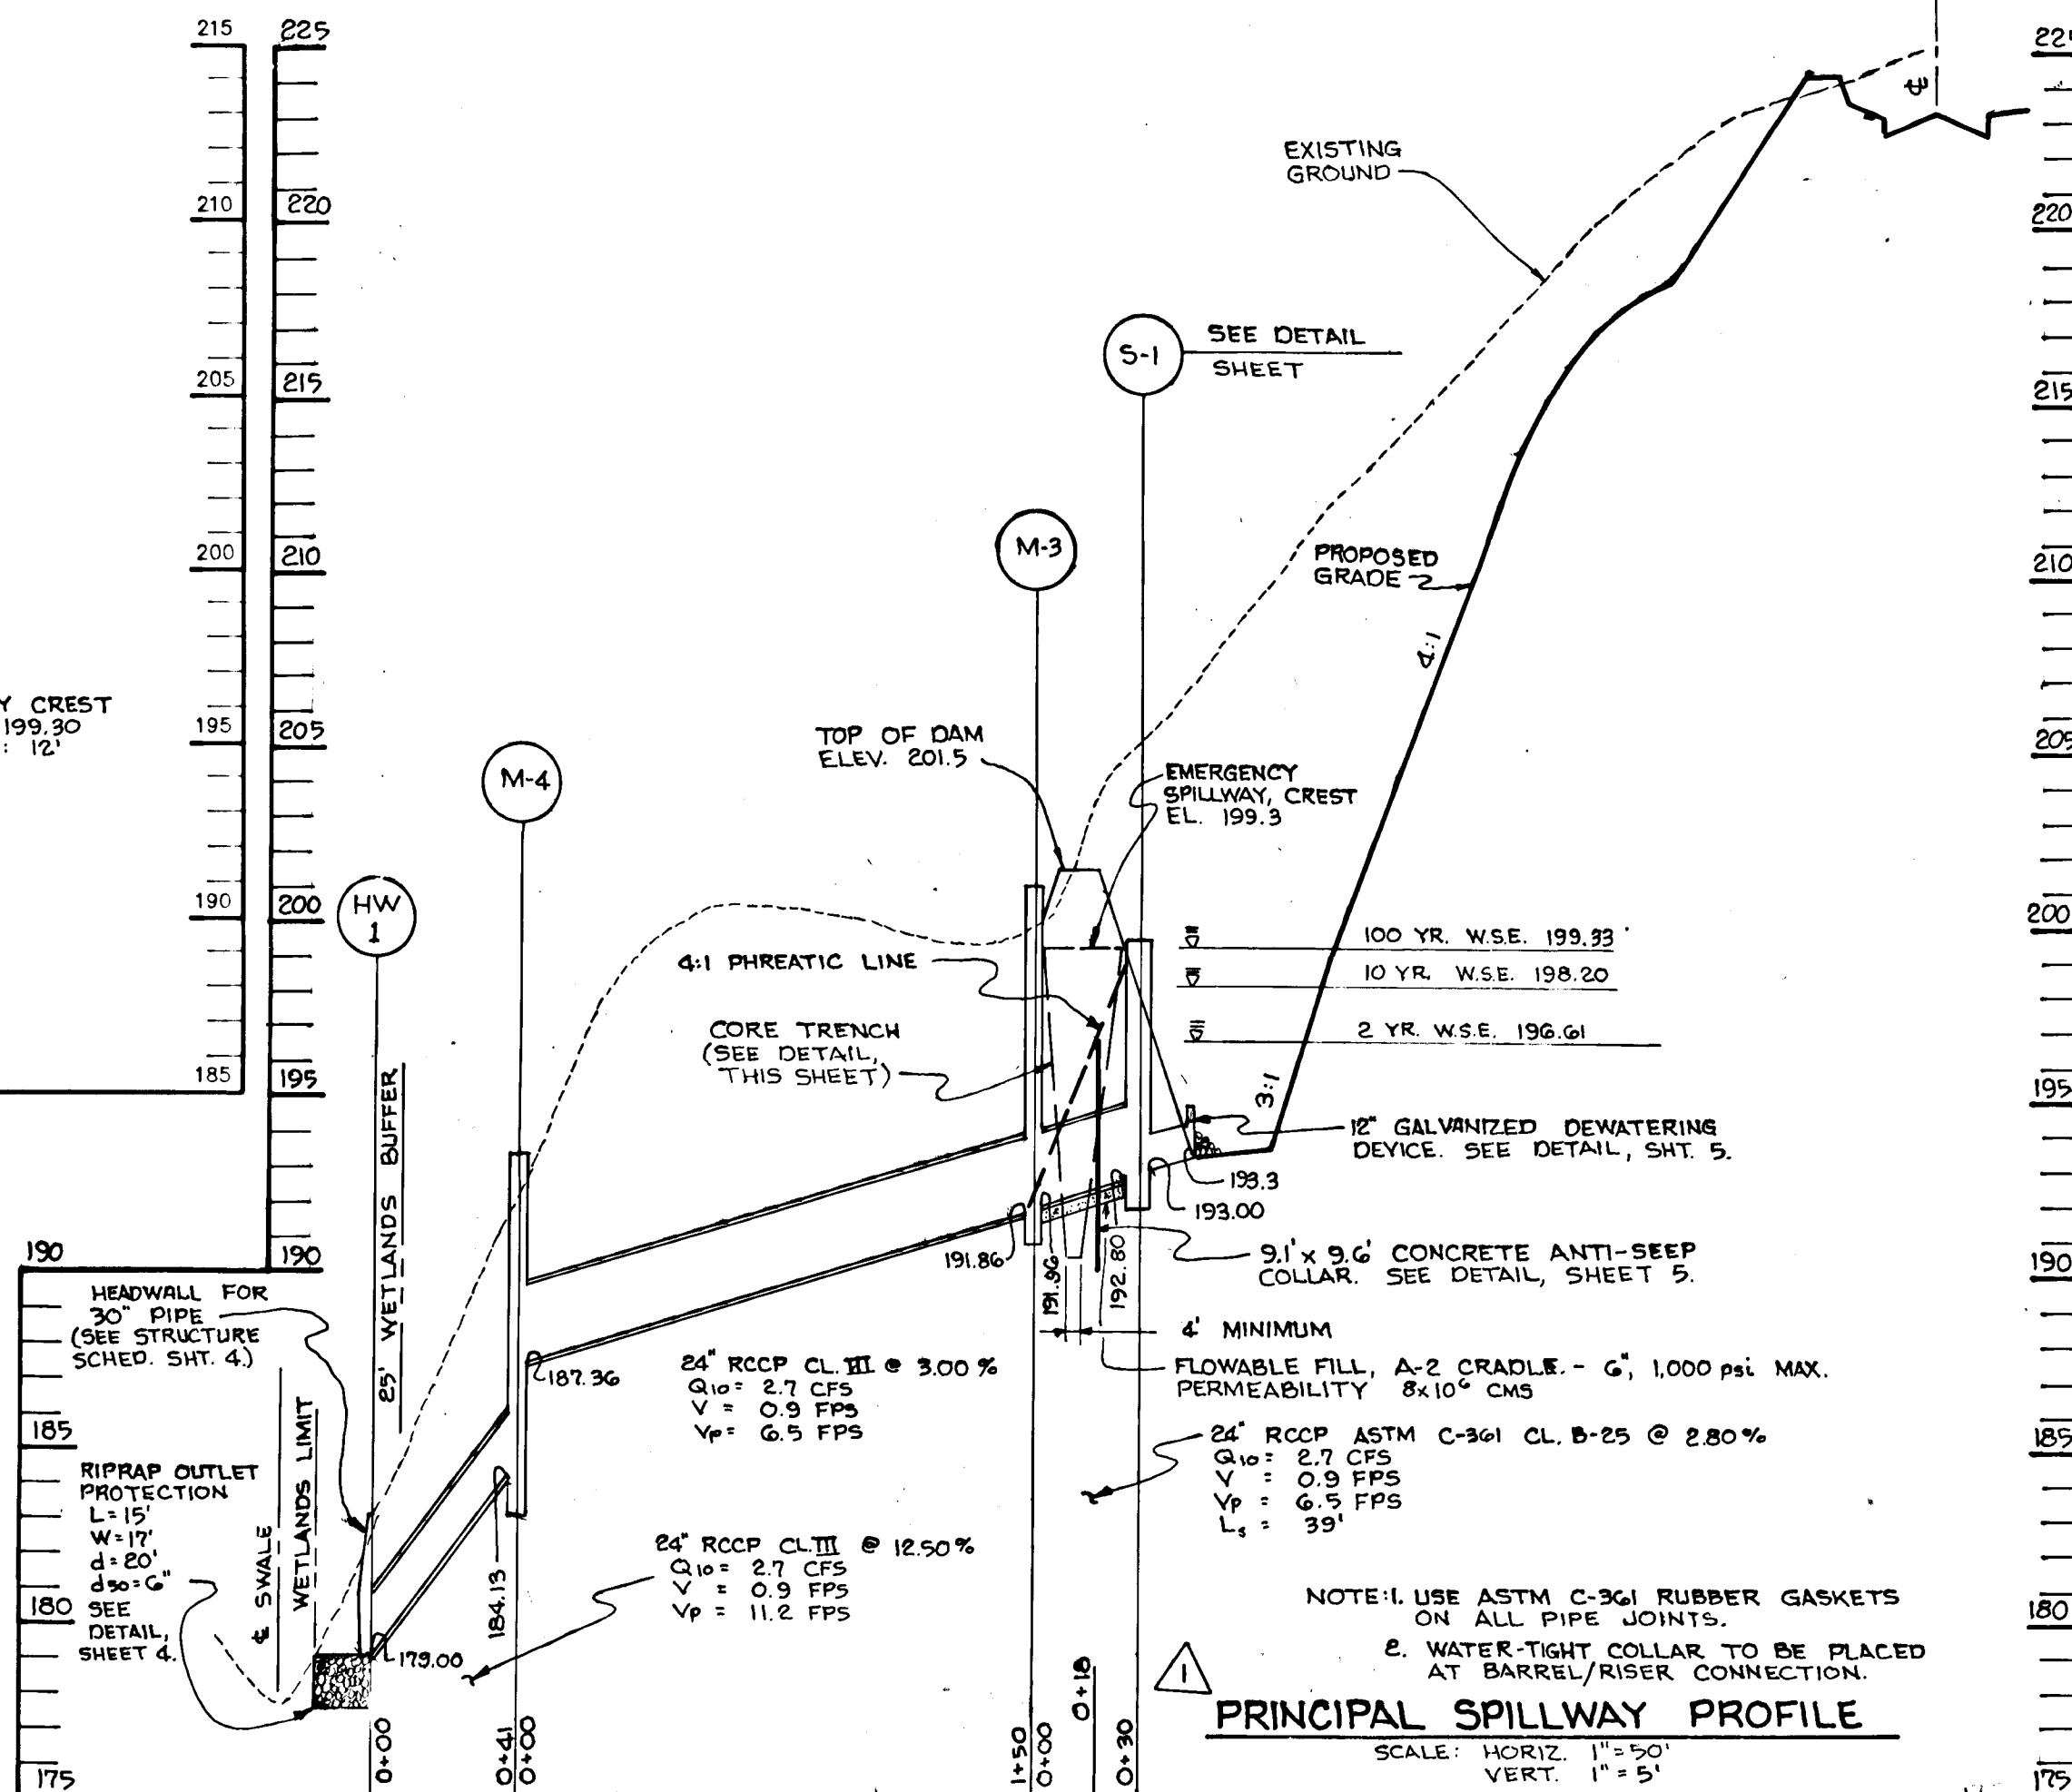 215
225
210
220
205
215
200
210
195
205
190
200
185
195
190
190
185
180
175
220
215
210
205
200
195
190
185
180
175
Y CREST
199.30
: 12'
EXISTING
GROUND
S-1
SEE DETAIL
SHEET
M-3
PROPOSED
GRADE
4:1
M-4
TOP OF DAM
ELEV. 201.5
EMERGENCY
SPILLWAY, CREST
EL. 199.3
HW
1
4:1 PHREATIC LINE
100 YR. W.S.E. 199.33
10 YR. W.S.E. 198.20
2 YR. W.S.E. 196.61
CORE TRENCH
(SEE DETAIL,
THIS SHEET)
3:1
12" GALVANIZED DEWATERING
DEVICE. SEE DETAIL, SHT. 5.
193.3
193.00
191.86
191.96
192.80
9.1' x 9.6' CONCRETE ANTI-SEEP
COLLAR. SEE DETAIL, SHEET 5.
4' MINIMUM
FLOWABLE FILL, A-2 CRADLE. - 6", 1,000 psi MAX.
PERMEABILITY 8x10⁶ CMS
25' WETLANDS BUFFER
HEADWALL FOR
30" PIPE
(SEE STRUCTURE
SCHED. SHT. 4.)
187.36
24" RCCP CL. III @ 3.00 %
Q10 = 2.7 CFS
V = 0.9 FPS
Vp = 6.5 FPS
24" RCCP ASTM C-361 CL. B-25 @ 2.80%
Q10 = 2.7 CFS
V = 0.9 FPS
Vp = 6.5 FPS
Ls = 39'
RIPRAP OUTLET
PROTECTION
L = 15'
W = 17'
d = 20'
d50 = 6"
SEE
DETAIL,
SHEET 4.
℄ SWALE
WETLANDS LIMIT
184.13
179.00
24" RCCP CL. III @ 12.50%
Q10 = 2.7 CFS
V = 0.9 FPS
Vp = 11.2 FPS
NOTE: 1. USE ASTM C-361 RUBBER GASKETS
ON ALL PIPE JOINTS.
2. WATER-TIGHT COLLAR TO BE PLACED
AT BARREL/RISER CONNECTION.
1
PRINCIPAL SPILLWAY PROFILE
SCALE: HORIZ. 1" = 50'
VERT. 1" = 5'
0+00
0+41
0+00
1+50
0+00
0+18
0+30
℄